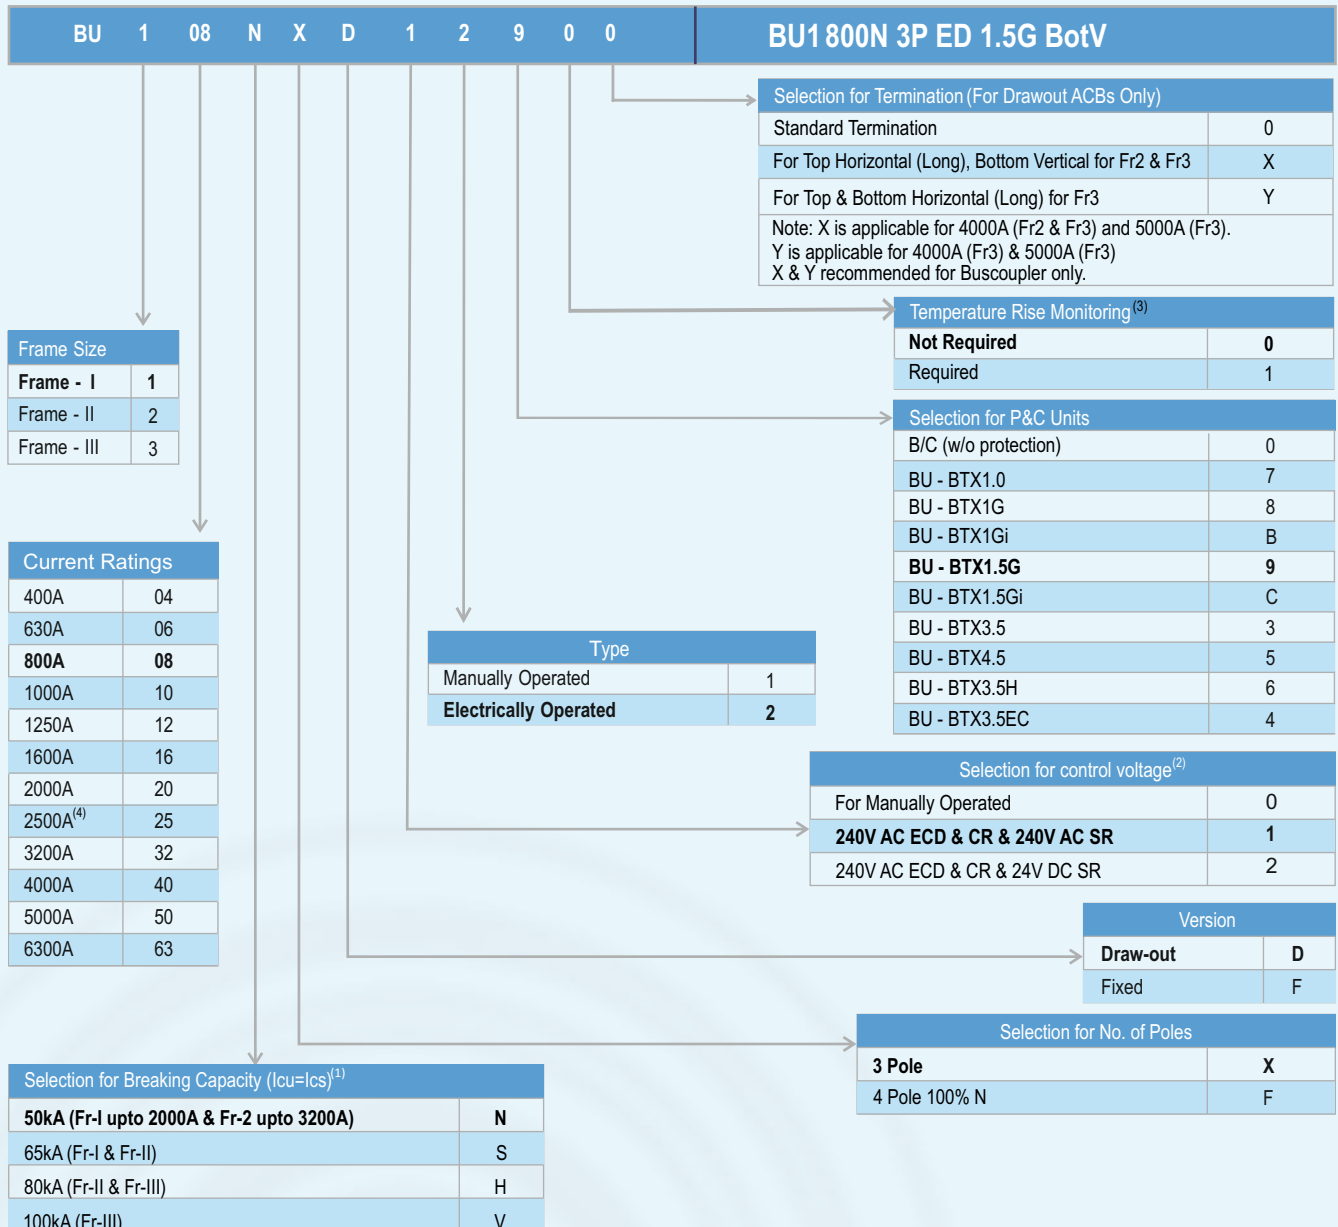 BU 1 08 N X D 1 2 9 0 0 BU1 800N 3P ED 1.5G BotV
Selection for Termination (For Drawout ACBs Only)
Standard Termination 0
For Top Horizontal (Long), Bottom Vertical for Fr2 & Fr3 X
For Top & Bottom Horizontal (Long) for Fr3 Y
Note: X is applicable for 4000A (Fr2 & Fr3) and 5000A (Fr3).
Y is applicable for 4000A (Fr3) & 5000A (Fr3)
X & Y recommended for Buscoupler only.
Temperature Rise Monitoring(3)
Not Required 0
Required 1
Frame Size
Frame - I 1
Frame - II 2
Frame - III 3
Selection for P&C Units
B/C (w/o protection) 0
BU - BTX1.0 7
BU - BTX1G 8
BU - BTX1Gi B
BU - BTX1.5G 9
BU - BTX1.5Gi C
BU - BTX3.5 3
BU - BTX4.5 5
BU - BTX3.5H 6
BU - BTX3.5EC 4
Current Ratings
400A 04
630A 06
800A 08
1000A 10
1250A 12
1600A 16
2000A 20
2500A(4) 25
3200A 32
4000A 40
5000A 50
6300A 63
Type
Manually Operated 1
Electrically Operated 2
Selection for control voltage(2)
For Manually Operated 0
240V AC ECD & CR & 240V AC SR 1
240V AC ECD & CR & 24V DC SR 2
Version
Draw-out D
Fixed F
Selection for No. of Poles
3 Pole X
4 Pole 100% N F
Selection for Breaking Capacity (Icu=Ics)(1)
50kA (Fr-I upto 2000A & Fr-2 upto 3200A) N
65kA (Fr-I & Fr-II) S
80kA (Fr-II & Fr-III) H
100kA (Fr-III) V